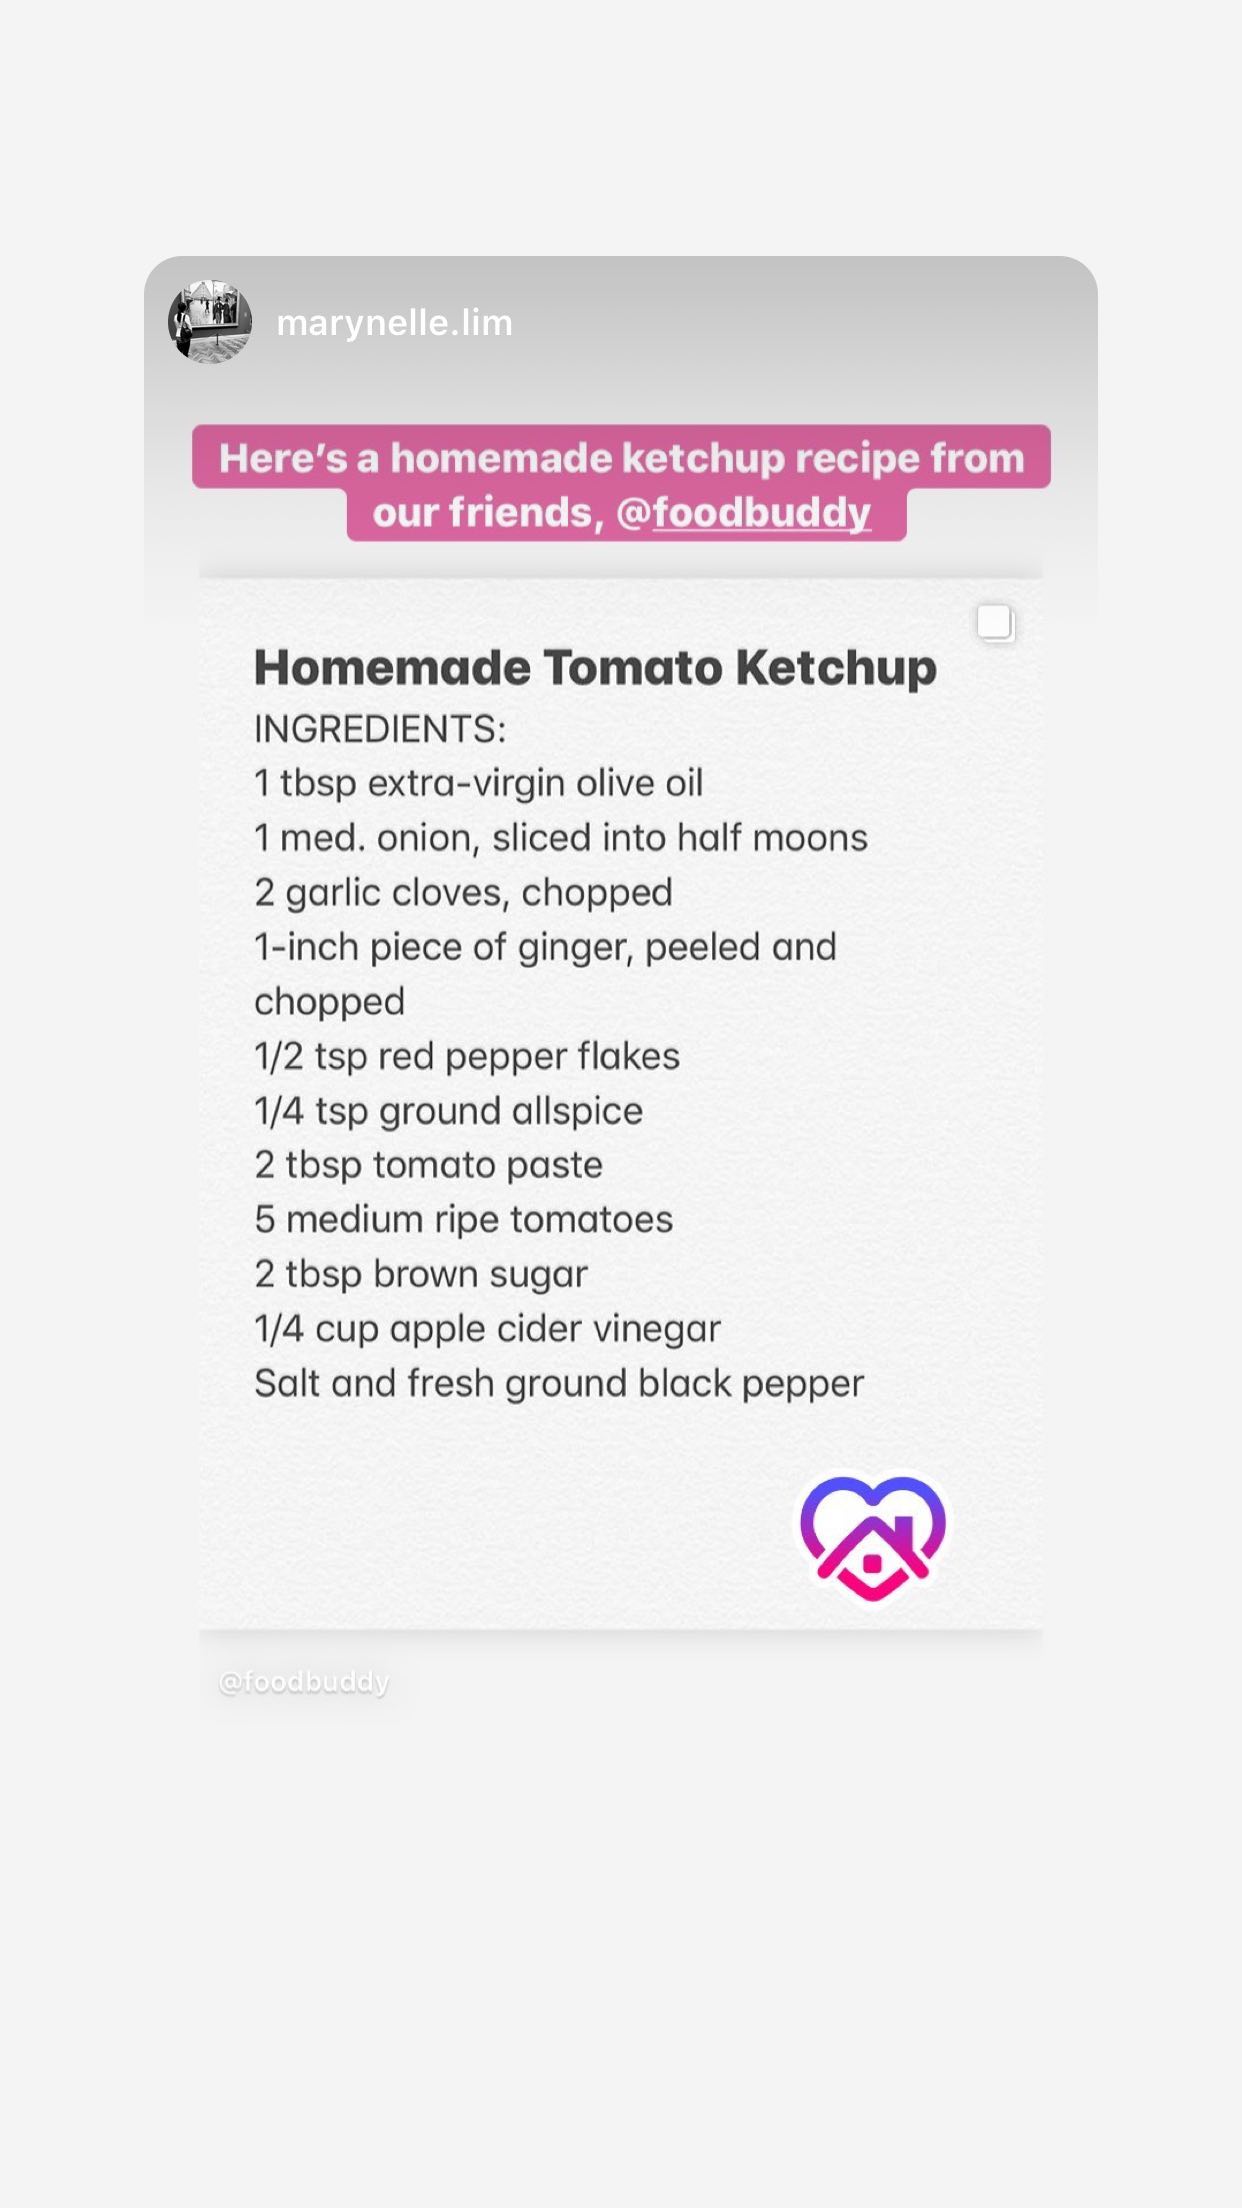 marynelle.lim
Here’s a homemade ketchup recipe from
our friends, @foodbuddy
Homemade Tomato Ketchup
INGREDIENTS:
1 tbsp extra-virgin olive oil
1 med. onion, sliced into half moons
2 garlic cloves, chopped
1-inch piece of ginger, peeled and
chopped
1/2 tsp red pepper flakes
1/4 tsp ground allspice
2 tbsp tomato paste
5 medium ripe tomatoes
2 tbsp brown sugar
1/4 cup apple cider vinegar
Salt and fresh ground black pepper
@foodbuddy